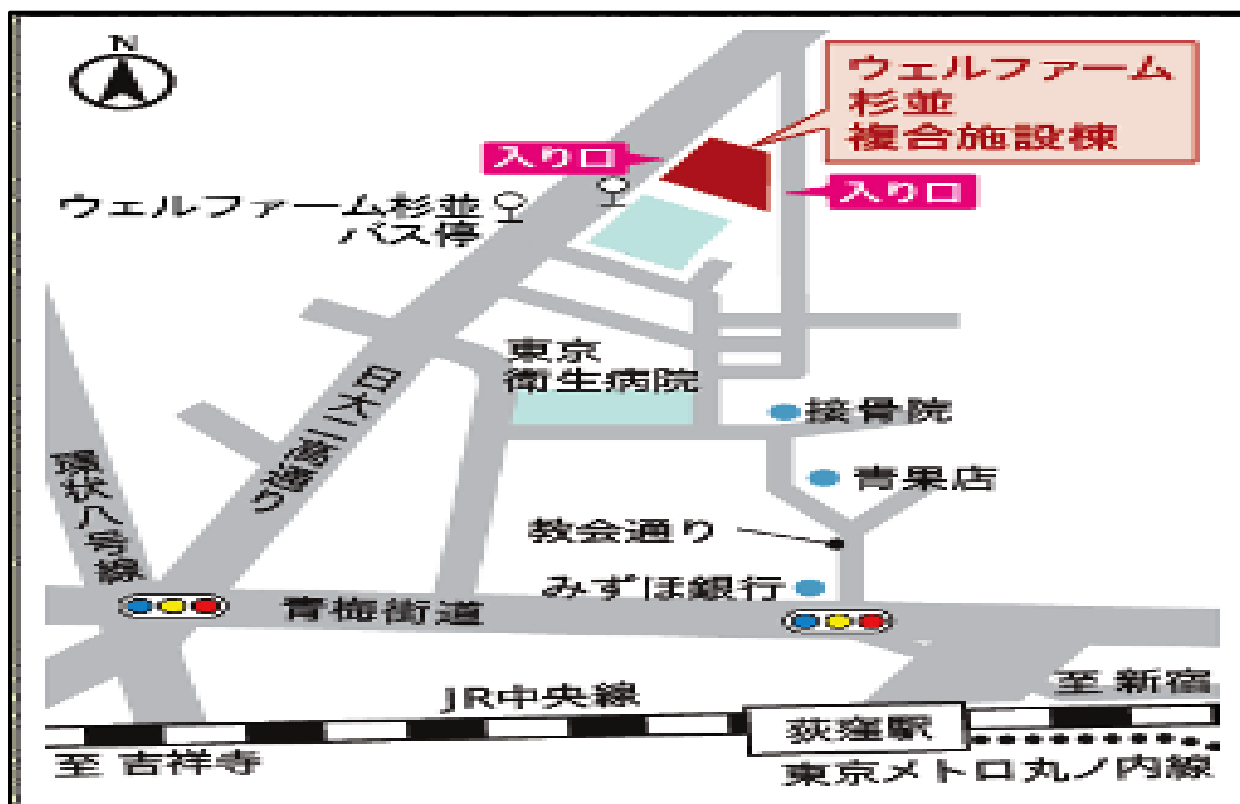 N
ウェルファーム
杉並
複合施設棟
入り口
入り口
ウェルファーム杉並
バス停
東京
衛生病院
接骨院
日大二高通り
環状八号線
青果店
教会通り
みずほ銀行
青梅街道
JR中央線
至 新宿
荻窪駅
至 吉祥寺
東京メトロ丸ノ内線